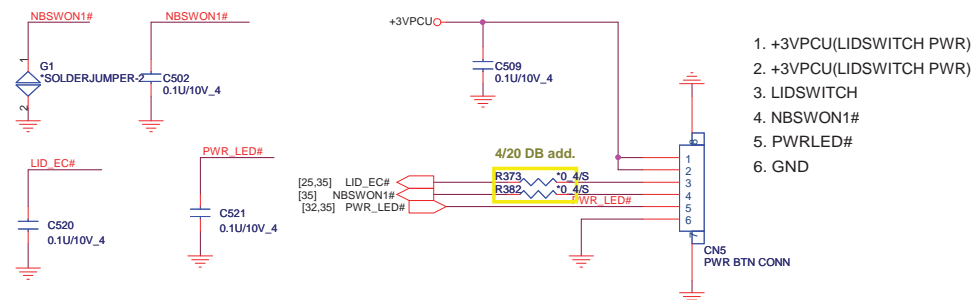 NBSWON1#
NBSWON1#
+3VPCU
1. +3VPCU(LIDSWITCH PWR)
2. +3VPCU(LIDSWITCH PWR)
3. LIDSWITCH
4. NBSWON1#
5. PWRLED#
6. GND
1
G1
*SOLDERJUMPER-2
2
C502
0.1U/10V_4
C509
0.1U/10V_4
LID_EC#
PWR_LED#
4/20 DB add.
[25,35] LID_EC#
R373 *0_4/S
[35] NBSWON1#
R382 *0_4/S
[32,35] PWR_LED#
PWR_LED#
8
1
2
3
4
5
6
7
C520
0.1U/10V_4
C521
0.1U/10V_4
CN5
PWR BTN CONN